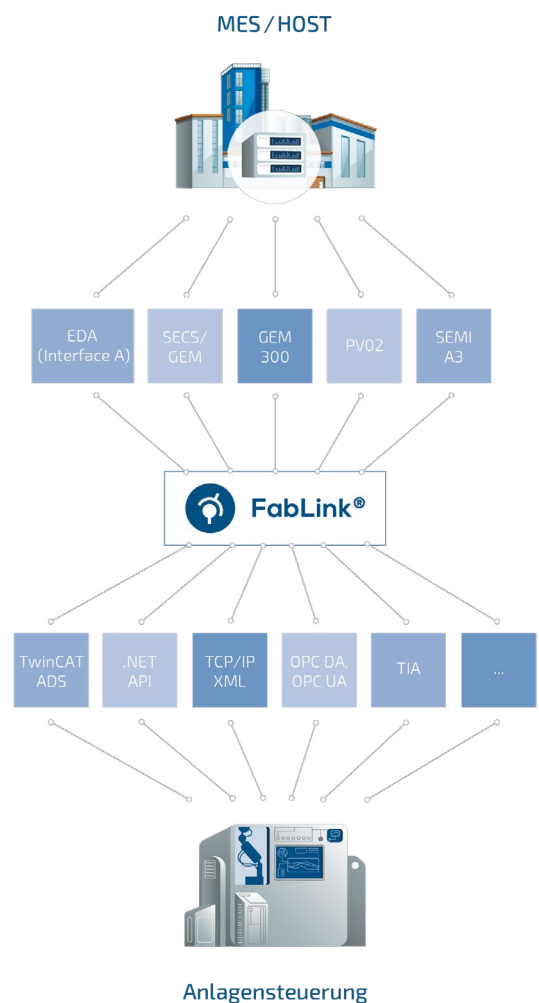 MES/HOST
EDA
(Interface A)
SECS/
GEM
GEM
300
PV02
SEMI
A3
FabLink®
TwinCAT
ADS
.NET
API
TCP/IP
XML
OPC DA,
OPC UA
TIA
...
Anlagensteuerung